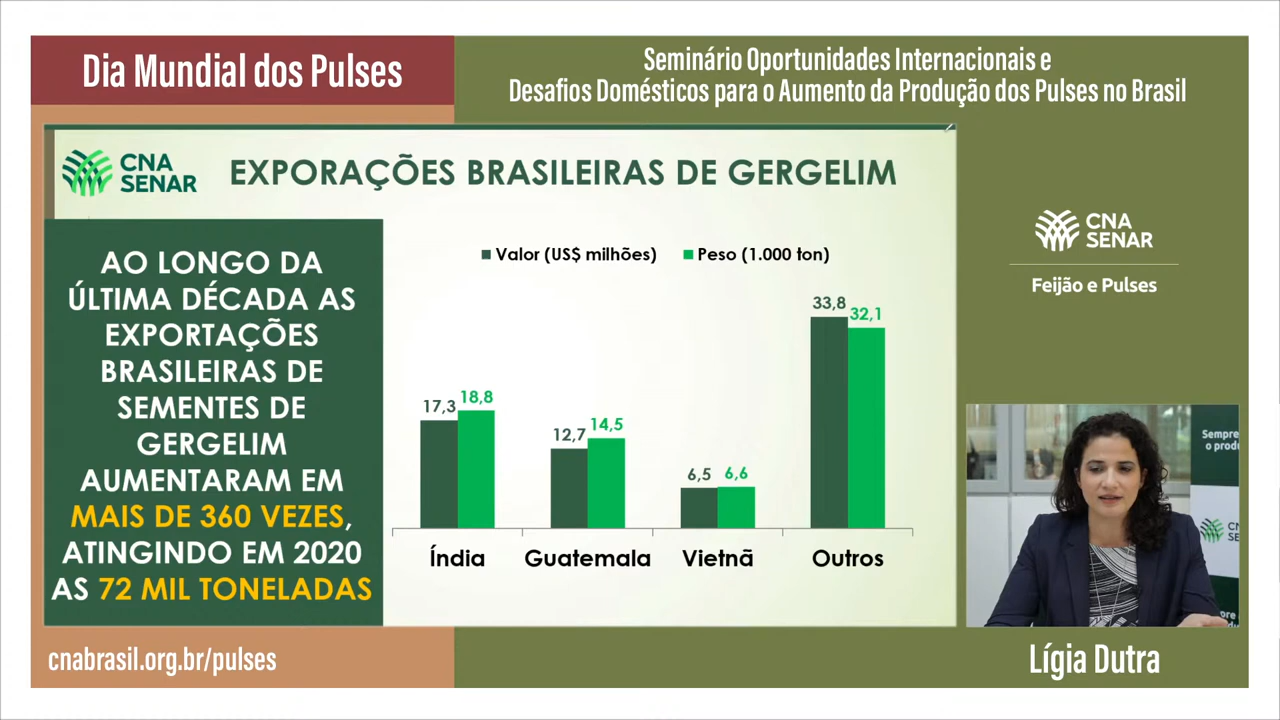 Dia Mundial dos Pulses
Seminário Oportunidades Internacionais e
Desafios Domésticos para o Aumento da Produção dos Pulses no Brasil
CNA
SENAR
EXPORAÇÕES BRASILEIRAS DE GERGELIM
AO LONGO DA
ÚLTIMA DÉCADA AS
EXPORTAÇÕES
BRASILEIRAS DE
SEMENTES DE
GERGELIM
AUMENTARAM EM
MAIS DE 360 VEZES,
ATINGINDO EM 2020
AS 72 MIL TONELADAS
Valor (US$ milhões) Peso (1.000 ton)
17,3 18,8
12,7 14,5
6,5 6,6
33,8 32,1
Índia Guatemala Vietnã Outros
CNA
SENAR
Feijão e Pulses
Sempre
o produ
CN
SE
Lígia Dutra
cnabrasil.org.br/pulses